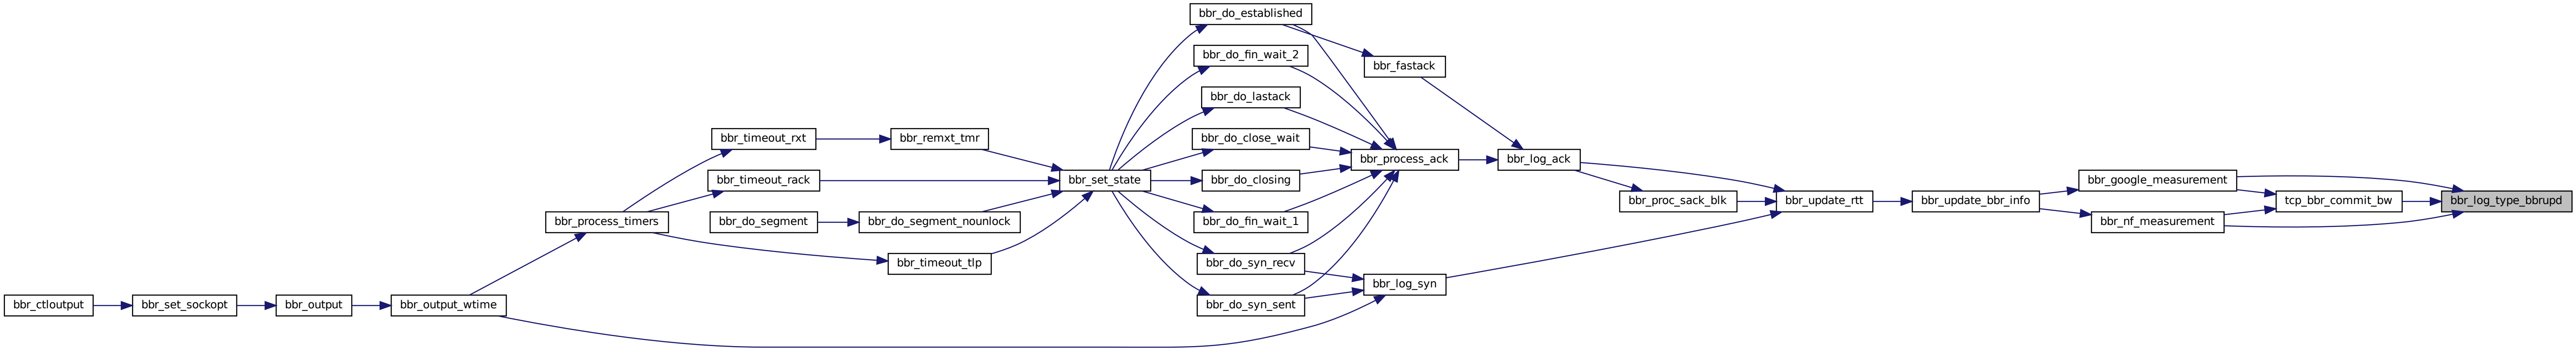 bbr_do_established
bbr_do_fin_wait_2
bbr_fastack
bbr_do_lastack
bbr_timeout_rxt
bbr_remxt_tmr
bbr_do_close_wait
bbr_process_ack
bbr_log_ack
bbr_timeout_rack
bbr_set_state
bbr_do_closing
bbr_google_measurement
bbr_process_timers
bbr_do_segment
bbr_do_segment_nounlock
bbr_do_fin_wait_1
bbr_proc_sack_blk
bbr_update_rtt
bbr_update_bbr_info
bbr_nf_measurement
tcp_bbr_commit_bw
bbr_log_type_bbrupd
bbr_timeout_tlp
bbr_do_syn_recv
bbr_log_syn
bbr_ctloutput
bbr_set_sockopt
bbr_output
bbr_output_wtime
bbr_do_syn_sent